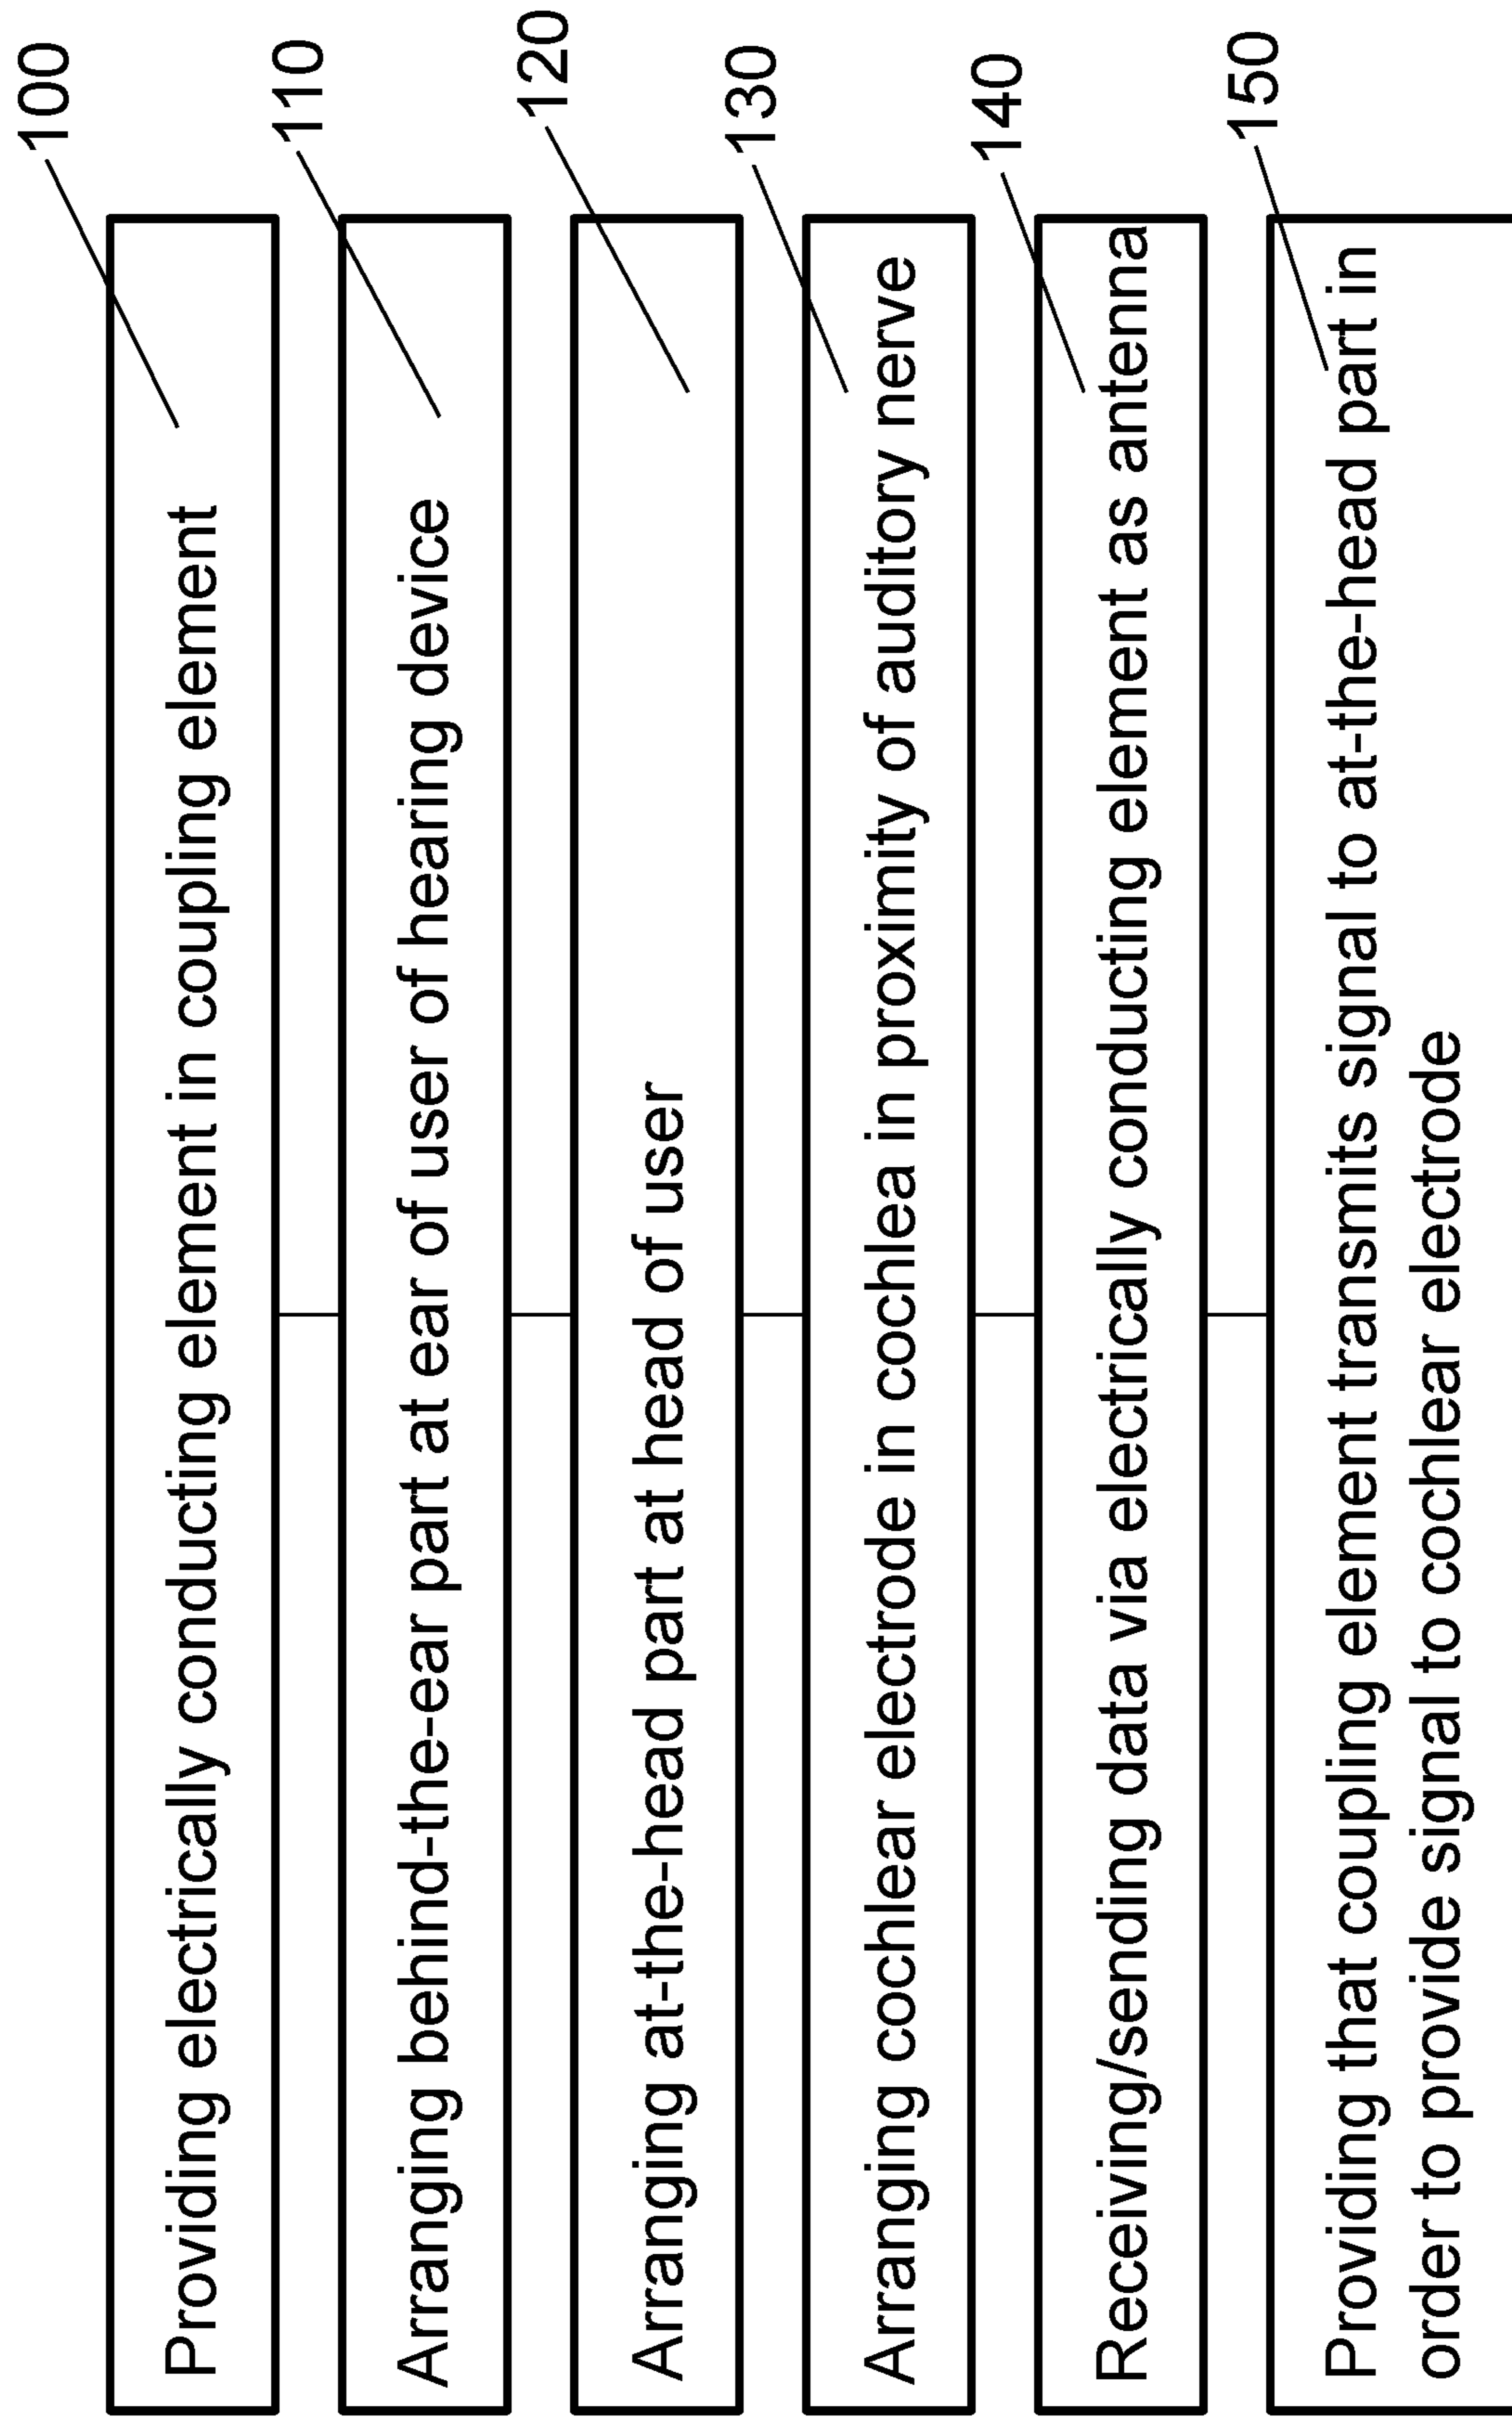 Providing electrically conducting element in coupling element
100
Arranging behind-the-ear part at ear of user of hearing device
110
Arranging at-the-head part at head of user
120
Arranging cochlear electrode in cochlea in proximity of auditory nerve
130
Receiving/sending data via electrically conducting element as antenna
140
Providing that coupling element transmits signal to at-the-head part in
order to provide signal to cochlear electrode
150